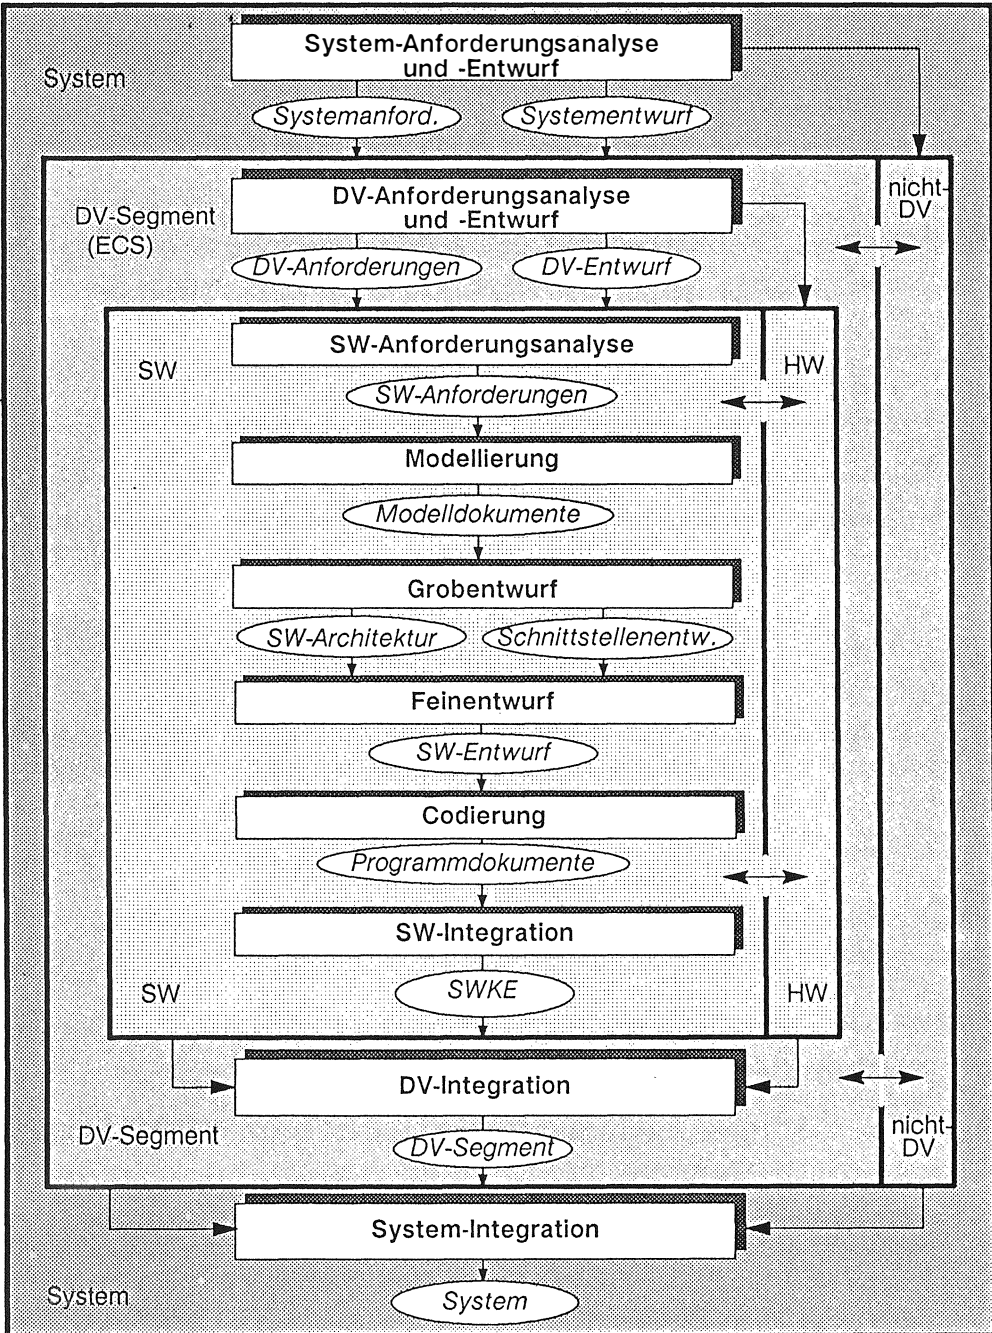 System-Anforderungsanalyse
und -Entwurf
System
Systemanford.
Systementwurf
DV-Anforderungsanalyse
und -Entwurf
nicht-
DV
DV-Segment
(ECS)
DV-Anforderungen
DV-Entwurf
SW-Anforderungsanalyse
SW
HW
SW-Anforderungen
Modellierung
Modelldokumente
Grobentwurf
SW-Architektur
Schnittstellenentw.
Feinentwurf
SW-Entwurf
Codierung
Programmdokumente
SW-Integration
SW
SWKE
HW
DV-Integration
DV-Segment
DV-Segment
nicht-
DV
System-Integration
System
System